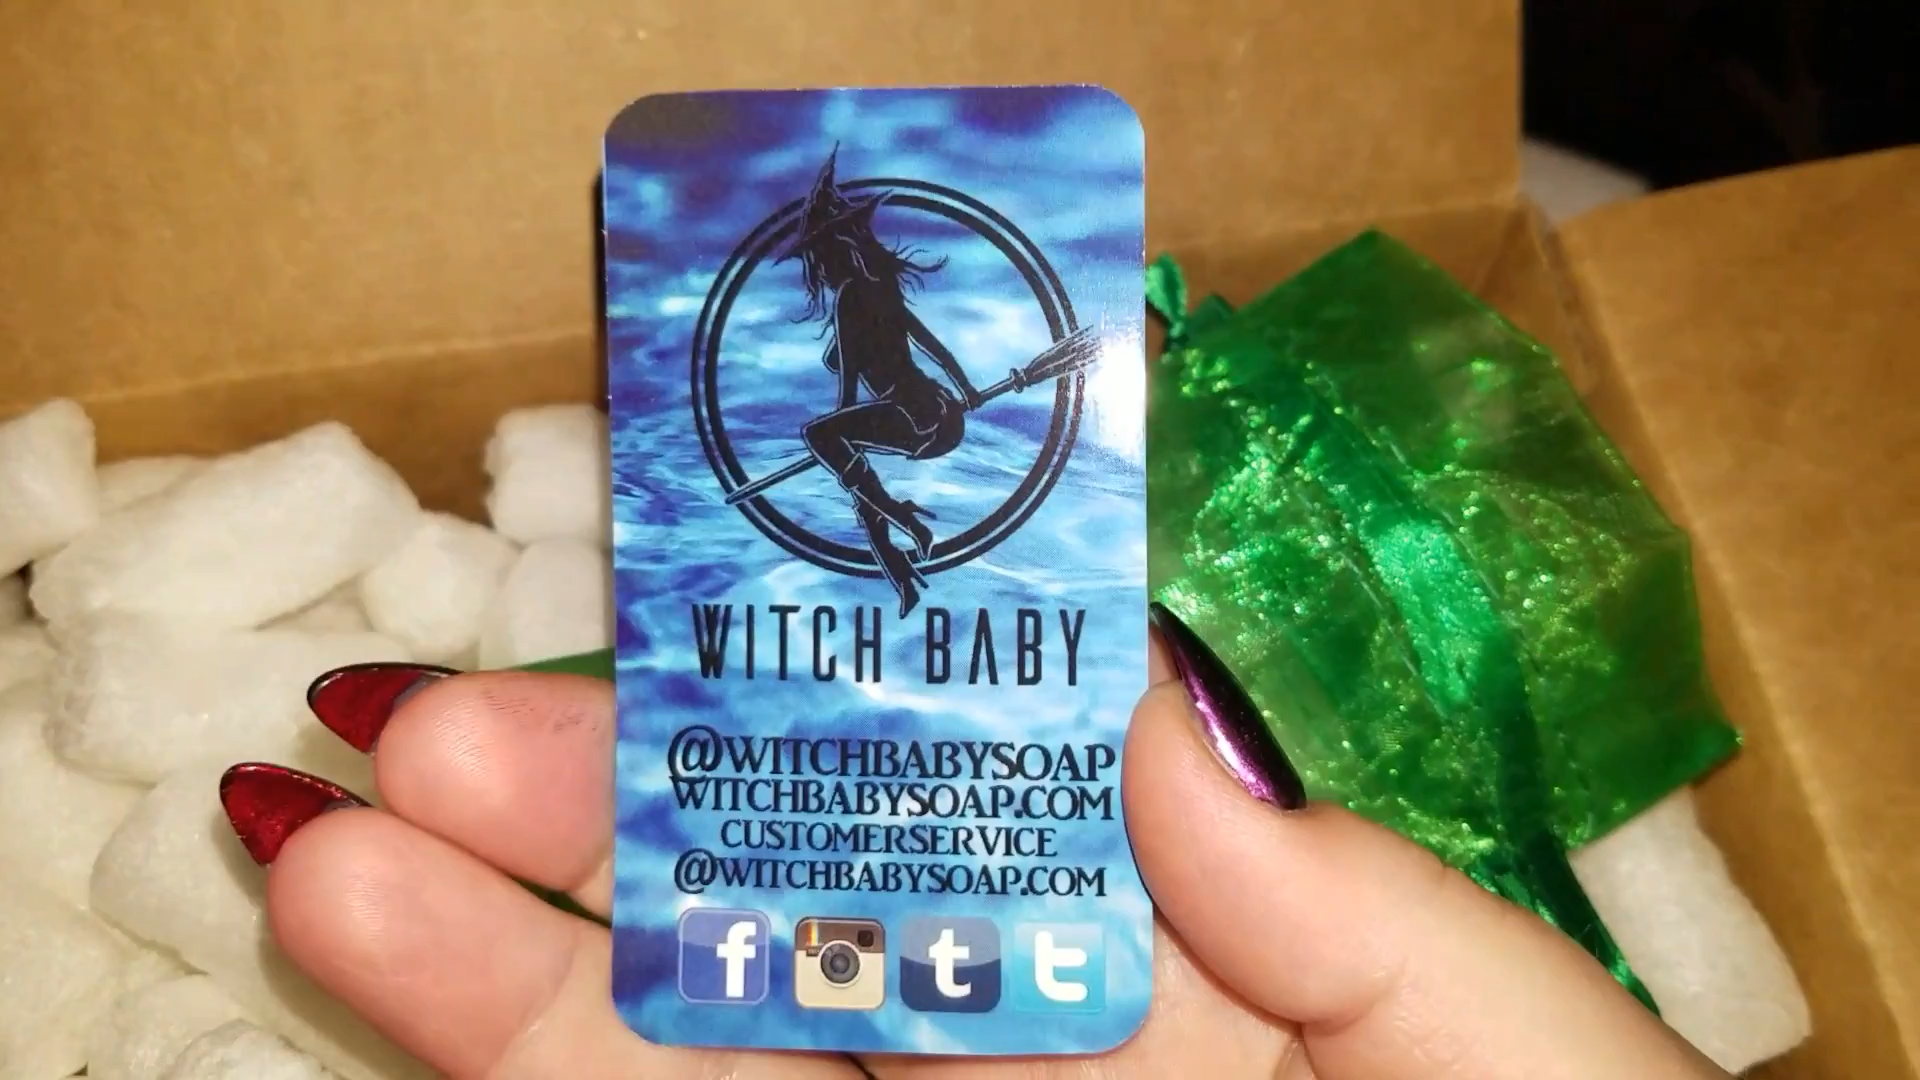 WITCH BABY
@WITCHBABYSOAP
WITCHBABYSOAP.COM
CUSTOMERSERVICE
@WITCHBABYSOAP.COM
f
t
t